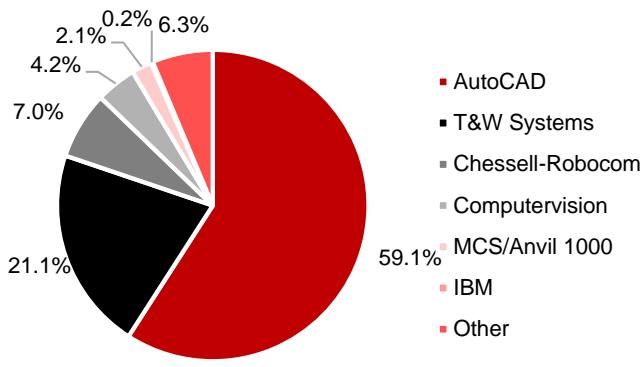 0.2%
6.3%
2.1%
4.2%
7.0%
21.1%
59.1%
AutoCAD
T&W Systems
Chessell-Robocom
Computervision
MCS/Anvil 1000
IBM
Other